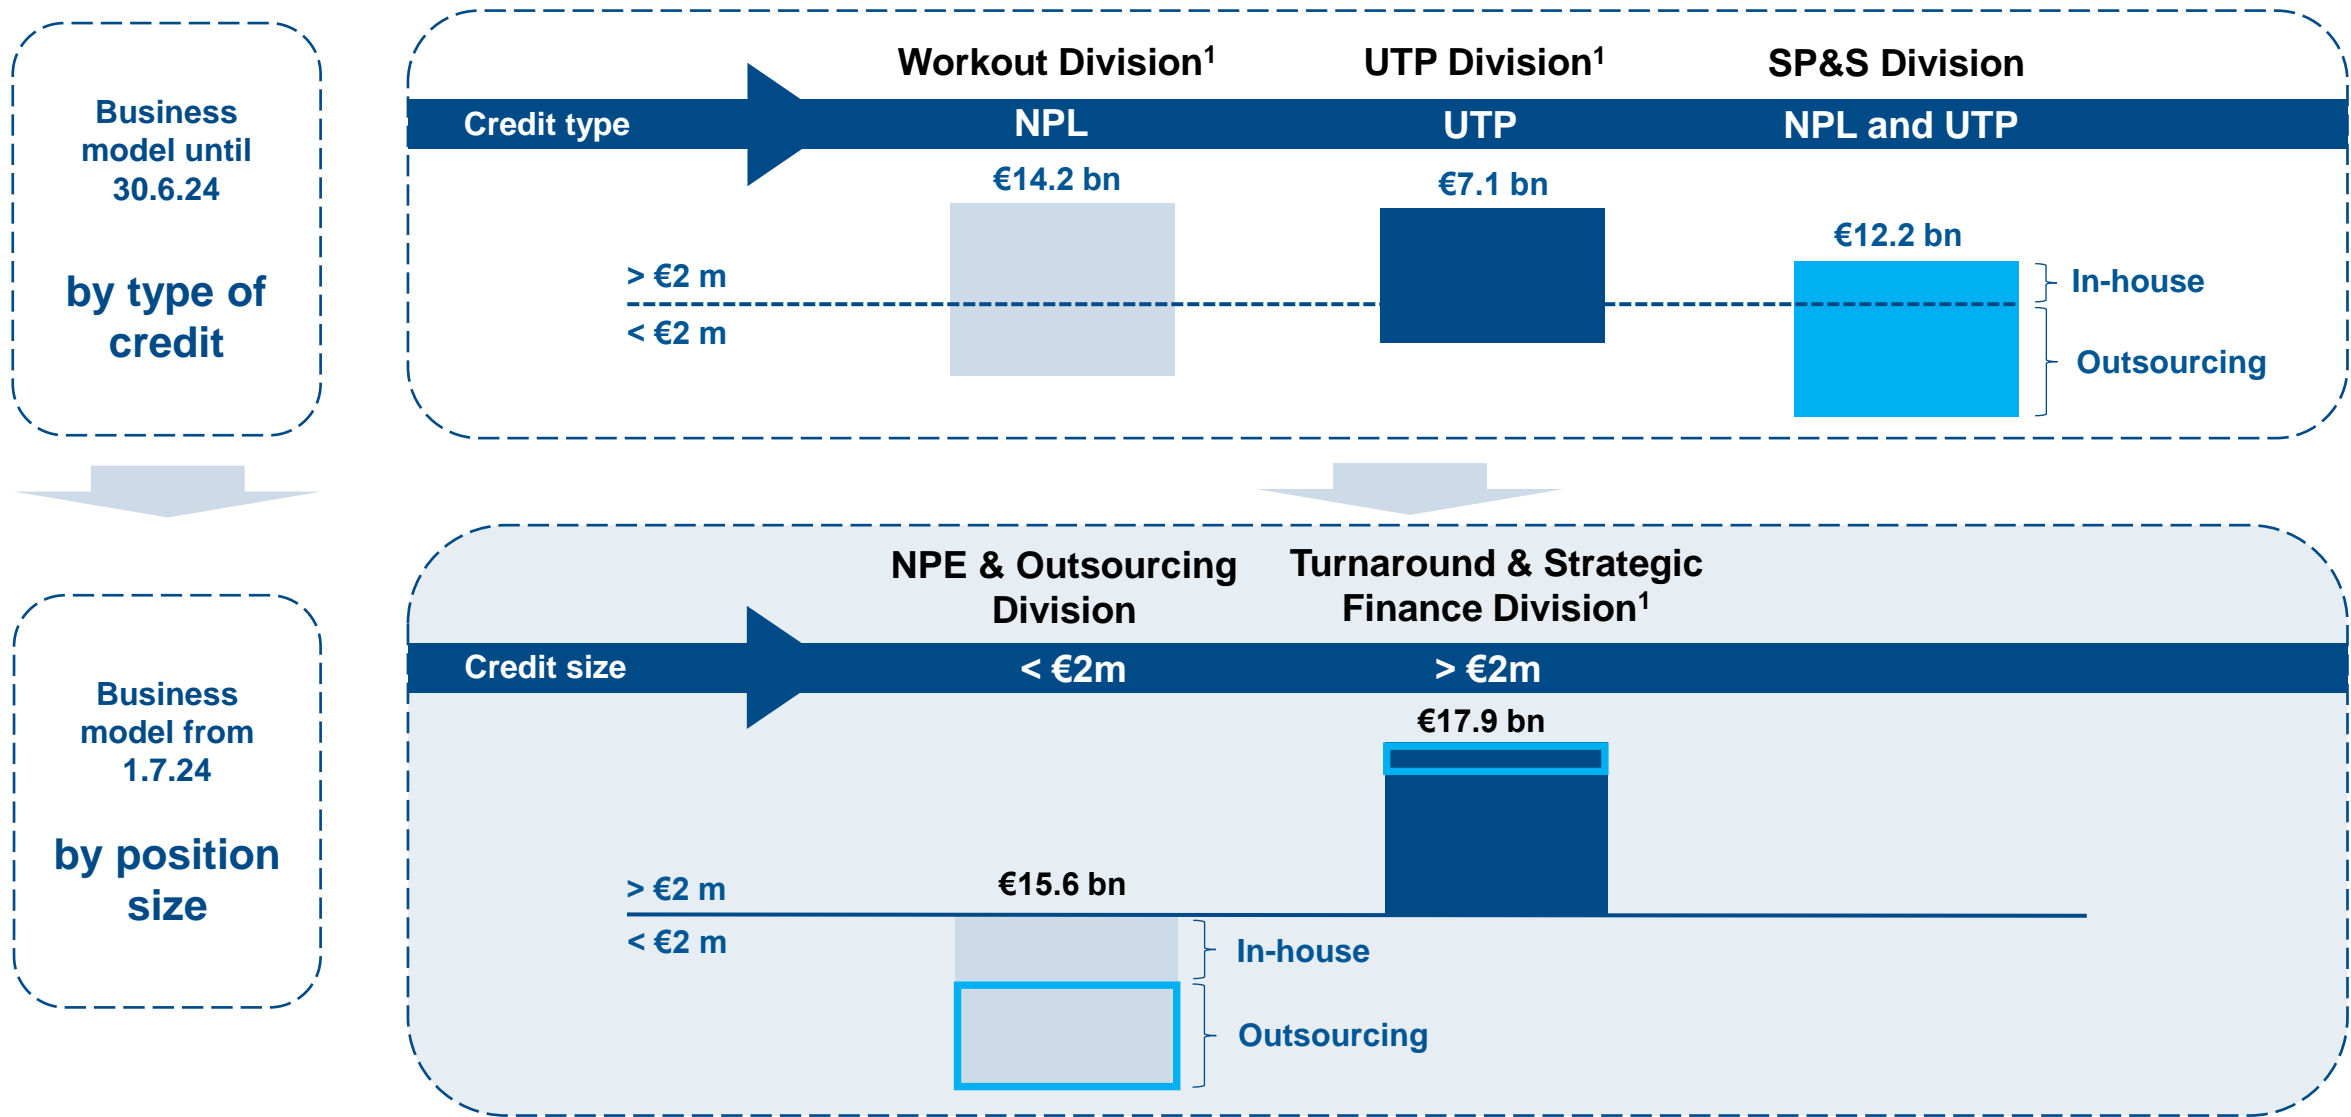 Business
model until
30.6.24
by type of
credit
Workout Division¹
UTP Division¹
SP&S Division
Credit type
NPL
UTP
NPL and UTP
€14.2 bn
€7.1 bn
€12.2 bn
> €2 m
< €2 m
In-house
Outsourcing
Business
model from
1.7.24
by position
size
NPE & Outsourcing
Division
Turnaround & Strategic
Finance Division¹
Credit size
< €2m
> €2m
€17.9 bn
€15.6 bn
> €2 m
< €2 m
In-house
Outsourcing